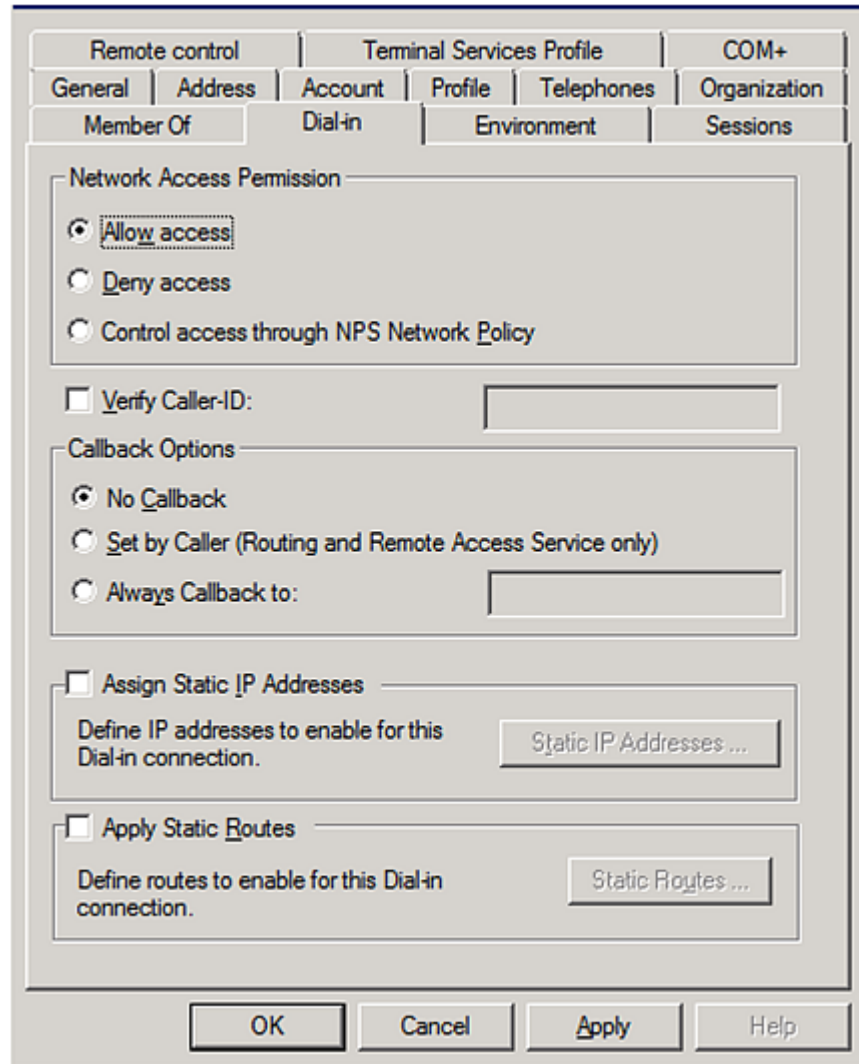 Remote control Terminal Services Profile COM+
General Address Account Profile Telephones Organization
Member Of Dial-in Environment Sessions
Network Access Permission
Allow access
Deny access
Control access through NPS Network Policy
Verify Caller-ID:
Callback Options
No Callback
Set by Caller (Routing and Remote Access Service only)
Always Callback to:
Assign Static IP Addresses
Define IP addresses to enable for this
Dial-in connection.
Static IP Addresses ...
Apply Static Routes
Define routes to enable for this Dial-in
connection.
Static Routes ...
OK Cancel Apply Help